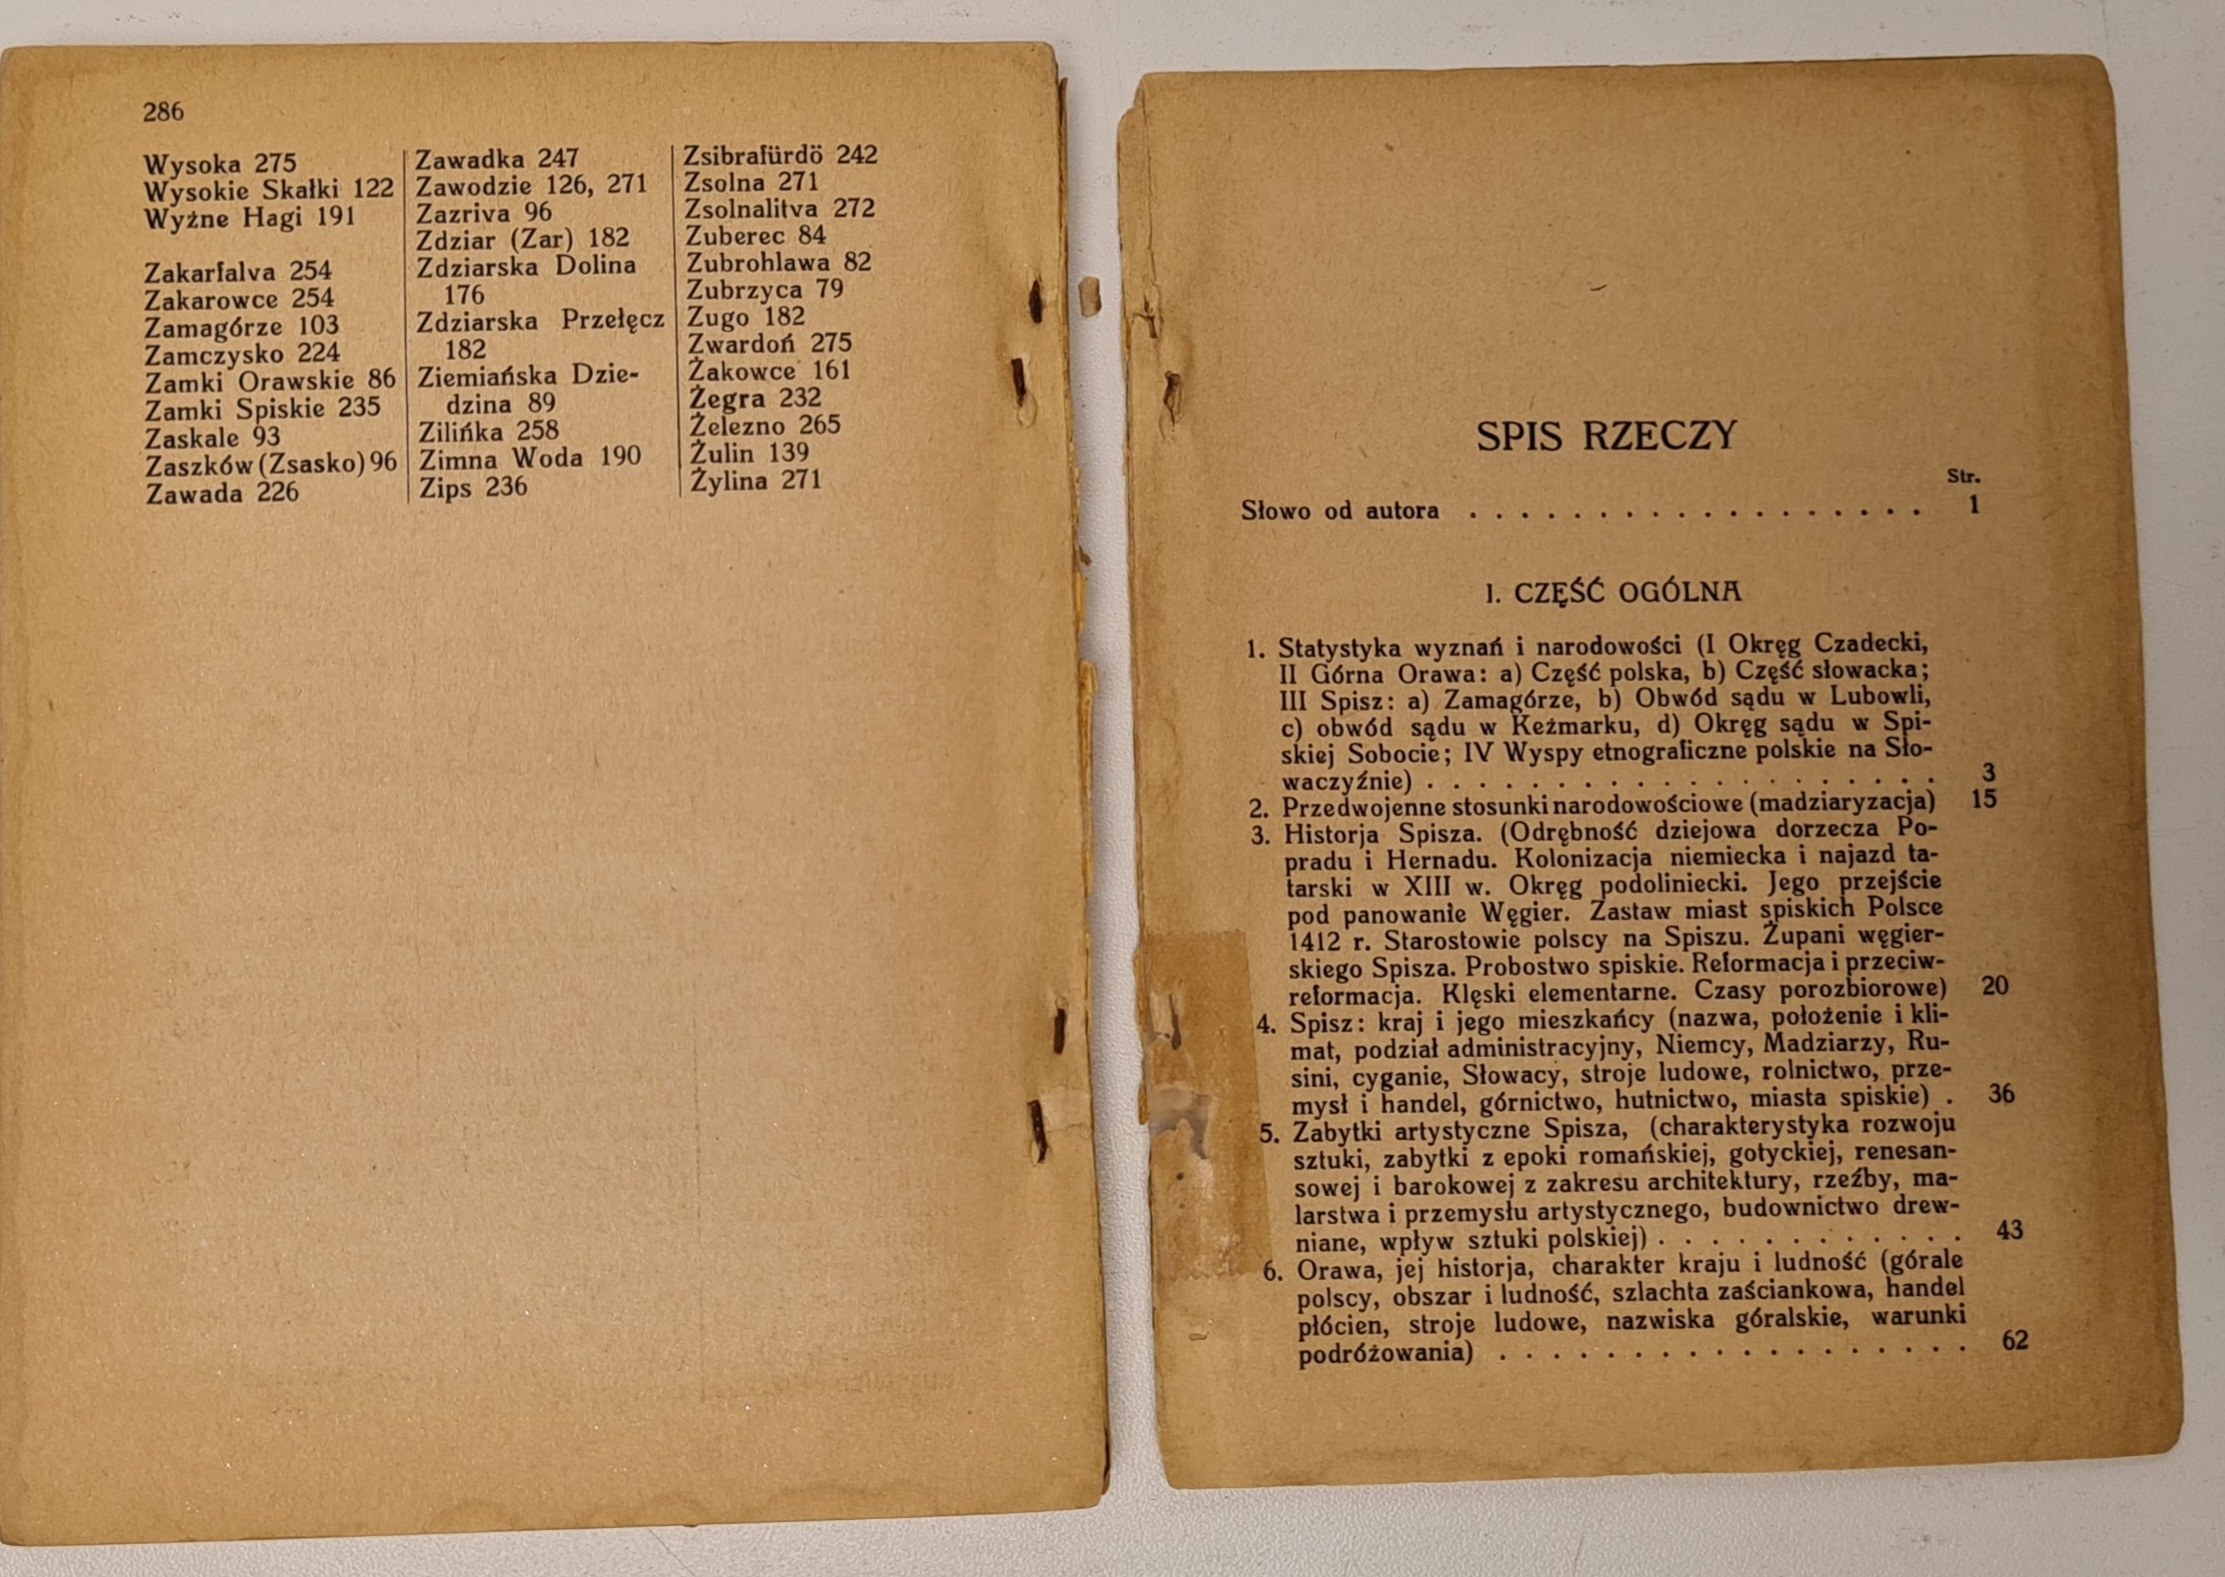 286
Wysoka 275
Wysokie Skałki 122
Wyżne Hagi 191
Zakarfalva 254
Zakarowce 254
Zamagórze 103
Zamczysko 224
Zamki Orawskie 86
Zamki Spiskie 235
Zaskale 93
Zaszków (Zsasko) 96
Zawada 226
Zawadka 247
Zawodzie 126, 271
Zazriva 96
Zdziar (Zar) 182
Zdziarska Dolina
176
Zdziarska Przełęcz
182
Ziemiańska Dzie-
dzina 89
Zilińka 258
Zimna Woda 190
Zips 236
Zsibrafürdö 242
Zsolna 271
Zsolnalitva 272
Zuberec 84
Zubrohlawa 82
Zubrzyca 79
Zugo 182
Zwardoń 275
Żakowce 161
Żegra 232
Żelezno 265
Żulin 139
Żylina 271
SPIS RZECZY
Str.
Słowo od autora . . . . . . . . . . . . . . . . . . 1
I. CZĘŚĆ OGÓLNA
1. Statystyka wyznań i narodowości (I Okręg Czadecki,
II Górna Orawa: a) Część polska, b) Część słowacka;
III Spisz: a) Zamagórze, b) Obwód sądu w Lubowli,
c) obwód sądu w Keżmarku, d) Okręg sądu w Spi-
skiej Sobocie; IV Wyspy etnograficzne polskie na Sło-
waczyźnie) . . . . . . . . . . . . . . . . . . . . 3
2. Przedwojenne stosunki narodowościowe (madziaryzacja) 15
3. Historja Spisza. (Odrębność dziejowa dorzecza Po-
pradu i Hernadu. Kolonizacja niemiecka i najazd ta-
tarski w XIII w. Okręg podoliniecki. Jego przejście
pod panowanie Węgier. Zastaw miast spiskich Polsce
1412 r. Starostowie polscy na Spiszu. Żupani węgier-
skiego Spisza. Probostwo spiskie. Reformacja i przeciw-
reformacja. Klęski elementarne. Czasy porozbiorowe) 20
4. Spisz: kraj i jego mieszkańcy (nazwa, położenie i kli-
mat, podział administracyjny, Niemcy, Madziarzy, Ru-
sini, cyganie, Słowacy, stroje ludowe, rolnictwo, prze-
mysł i handel, górnictwo, hutnictwo, miasta spiskie) . 36
5. Zabytki artystyczne Spisza, (charakterystyka rozwoju
sztuki, zabytki z epoki romańskiej, gotyckiej, renesan-
sowej i barokowej z zakresu architektury, rzeźby, ma-
larstwa i przemysłu artystycznego, budownictwo drew-
niane, wpływ sztuki polskiej) . . . . . . . . . . . . 43
6. Orawa, jej historja, charakter kraju i ludność (górale
polscy, obszar i ludność, szlachta zaściankowa, handel
płócien, stroje ludowe, nazwiska góralskie, warunki
podróżowania) . . . . . . . . . . . . . . . . . . 62